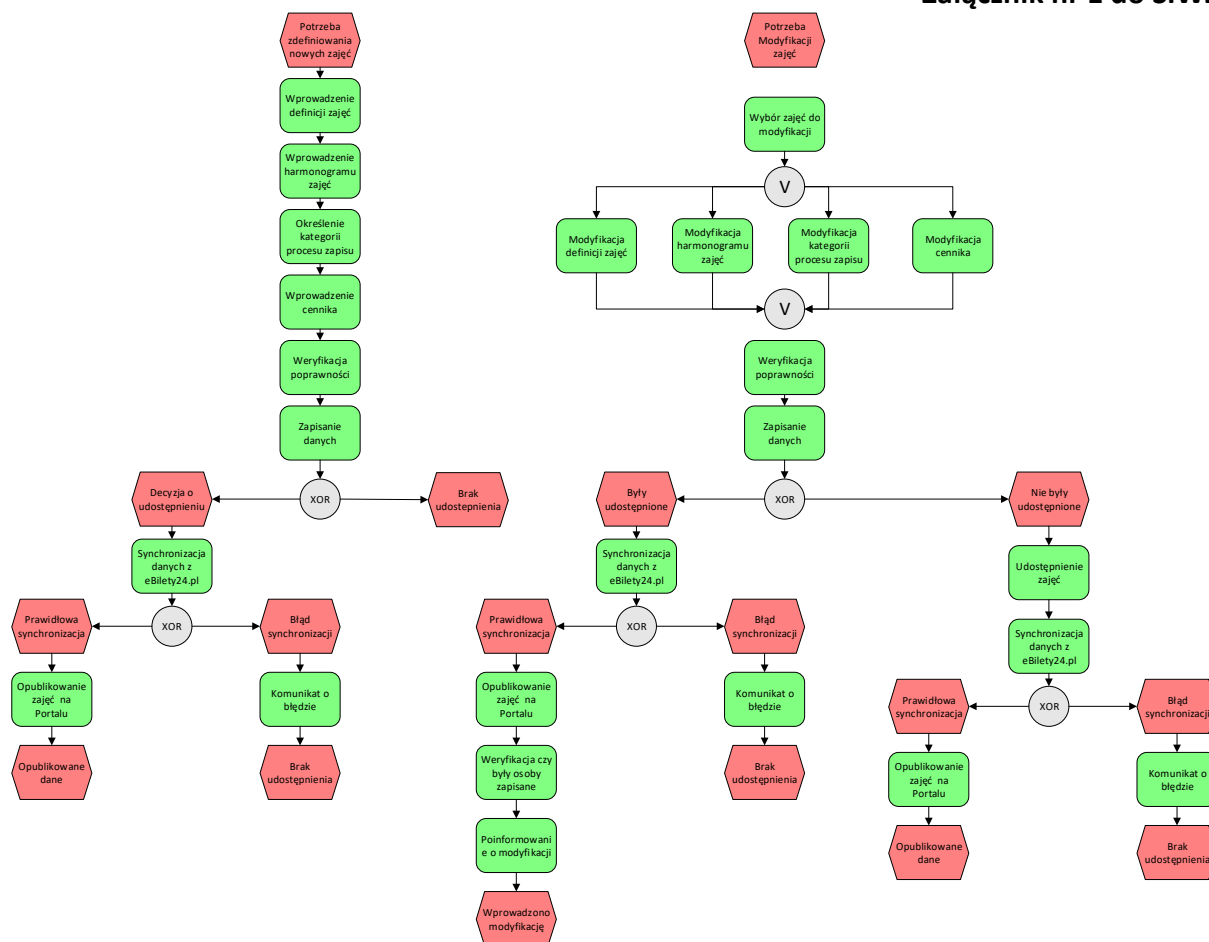 Potrzeba
zdefiniowania
nowych zajęć
Potrzeba
Modyfikacji
zajęć
Wprowadzenie
definicji zajęć
Wybór zajęć do
modyfikacji
Wprowadzenie
harmonogramu
zajęć
V
Określenie
kategorii
procesu zapisu
Modyfikacja
definicji zajęć
Modyfikacja
harmonogramu
zajęć
Modyfikacja
kategorii
procesu zapisu
Modyfikacja
cennika
Wprowadzenie
cennika
V
Weryfikacja
poprawności
Weryfikacja
poprawności
Zapisanie
danych
Zapisanie
danych
Decyzja o
udostępnieniu
XOR
Brak
udostepnienia
Były
udostępnione
XOR
Nie były
udostępnione
Synchronizacja
danych z
eBilety24.pl
Synchronizacja
danych z
eBilety24.pl
Udostępnienie
zajęć
Prawidłowa
synchronizacja
XOR
Błąd
synchronizacji
Prawidłowa
synchronizacja
XOR
Błąd
synchronizacji
Synchronizacja
danych z
eBilety24.pl
Opublikowanie
zajęć na
Portalu
Komunikat o
błędzie
Opublikowanie
zajęć na
Portalu
Komunikat o
błędzie
Prawidłowa
synchronizacja
XOR
Błąd
synchronizacji
Opublikowane
dane
Brak
udostępnienia
Weryfikacja czy
były osoby
zapisane
Brak
udostępnienia
Opublikowanie
zajęć na
Portalu
Komunikat o
błędzie
Poinformowani
e o modyfikacji
Opublikowane
dane
Brak
udostępnienia
Wprowadzono
modyfikację